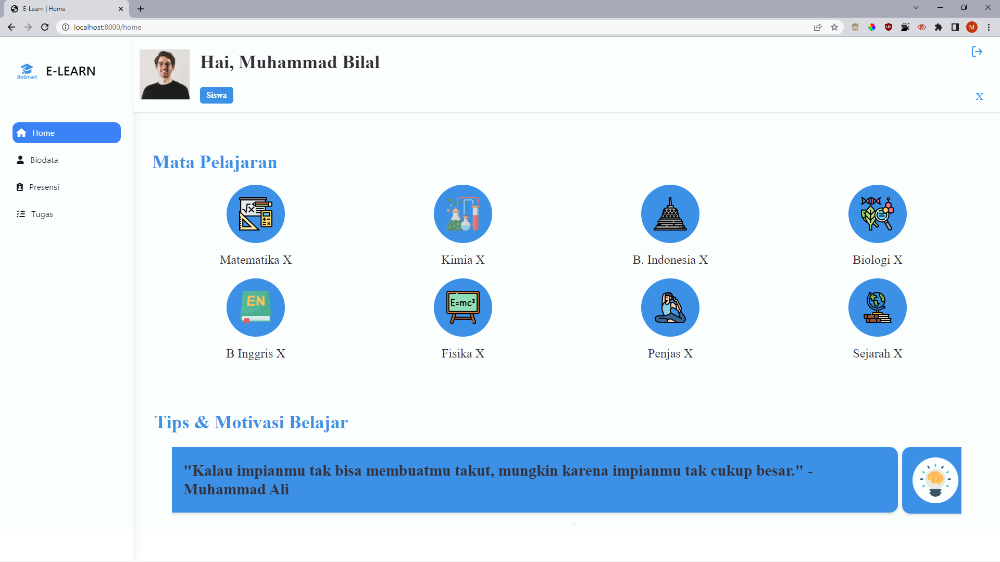 E-Learn | Home
localhost:8000/home
M
BeSmart
E-LEARN
Hai, Muhammad Bilal
Siswa
X
Home
Biodata
Presensi
Tugas
Mata Pelajaran
Matematika X
Kimia X
B. Indonesia X
Biologi X
EN
E=mc²
B Inggris X
Fisika X
Penjas X
Sejarah X
Tips & Motivasi Belajar
"Kalau impianmu tak bisa membuatmu takut, mungkin karena impianmu tak cukup besar." -
Muhammad Ali